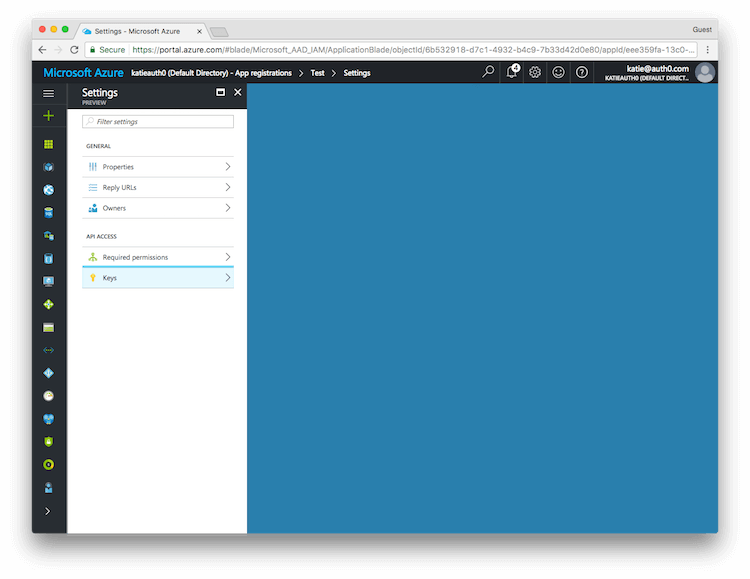 Settings - Microsoft Azure
Guest
Secure https://portal.azure.com/#blade/Microsoft_AAD_IAM/ApplicationBlade/objectId/6b532918-d7c1-4932-b4c9-7b33d42d0e80/appId/eee359fa-13c0-...
Microsoft Azure katieauth0 (Default Directory) - App registrations > Test > Settings
4
katie@auth0.com
KATIEAUTH0 (DEFAULT DIRECT...
Settings
PREVIEW
Filter settings
GENERAL
Properties
Reply URLs
Owners
API ACCESS
Required permissions
Keys